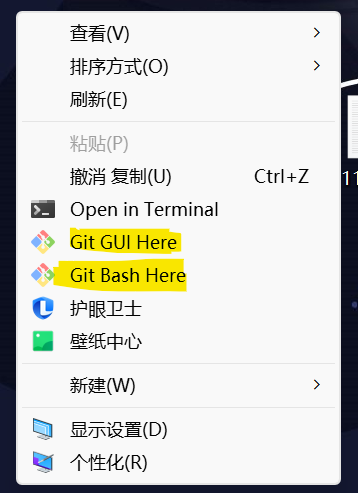 查看(V)
排序方式(O)
刷新(E)
粘贴(P)
撤消 复制(U) Ctrl+Z
Open in Terminal
Git GUI Here
Git Bash Here
护眼卫士
壁纸中心
新建(W)
显示设置(D)
个性化(R)